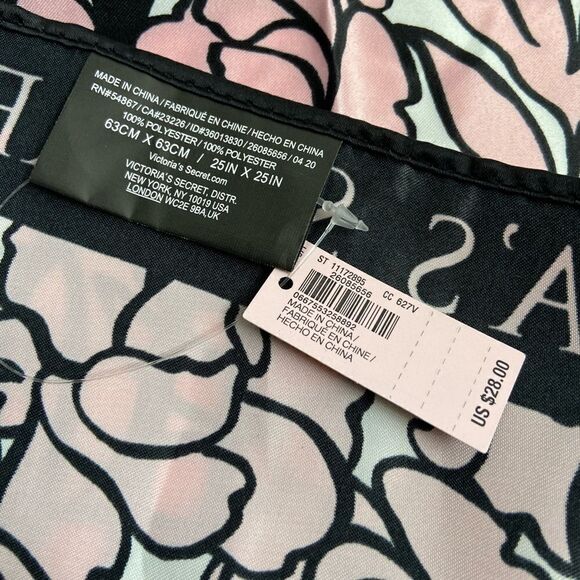 MADE IN CHINA / FABRIQUÉ EN CHINE / HECHO EN CHINA
RN#54867 / CA#23226 / ID#36013830 / 26085656 / 04 20
100% POLYESTER / 100% POLYESTER
63CM X 63CM / 25IN X 25IN
Victoria's Secret.com
VICTORIA'S SECRET, DISTR.
NEW YORK, NY 10019 USA
LONDON WC2E 9BA,UK
A'S
ST 11172895 CC 627V
26085656
0667553258892
MADE IN CHINA /
FABRIQUÉ EN CHINE /
HECHO EN CHINA
US $28.00